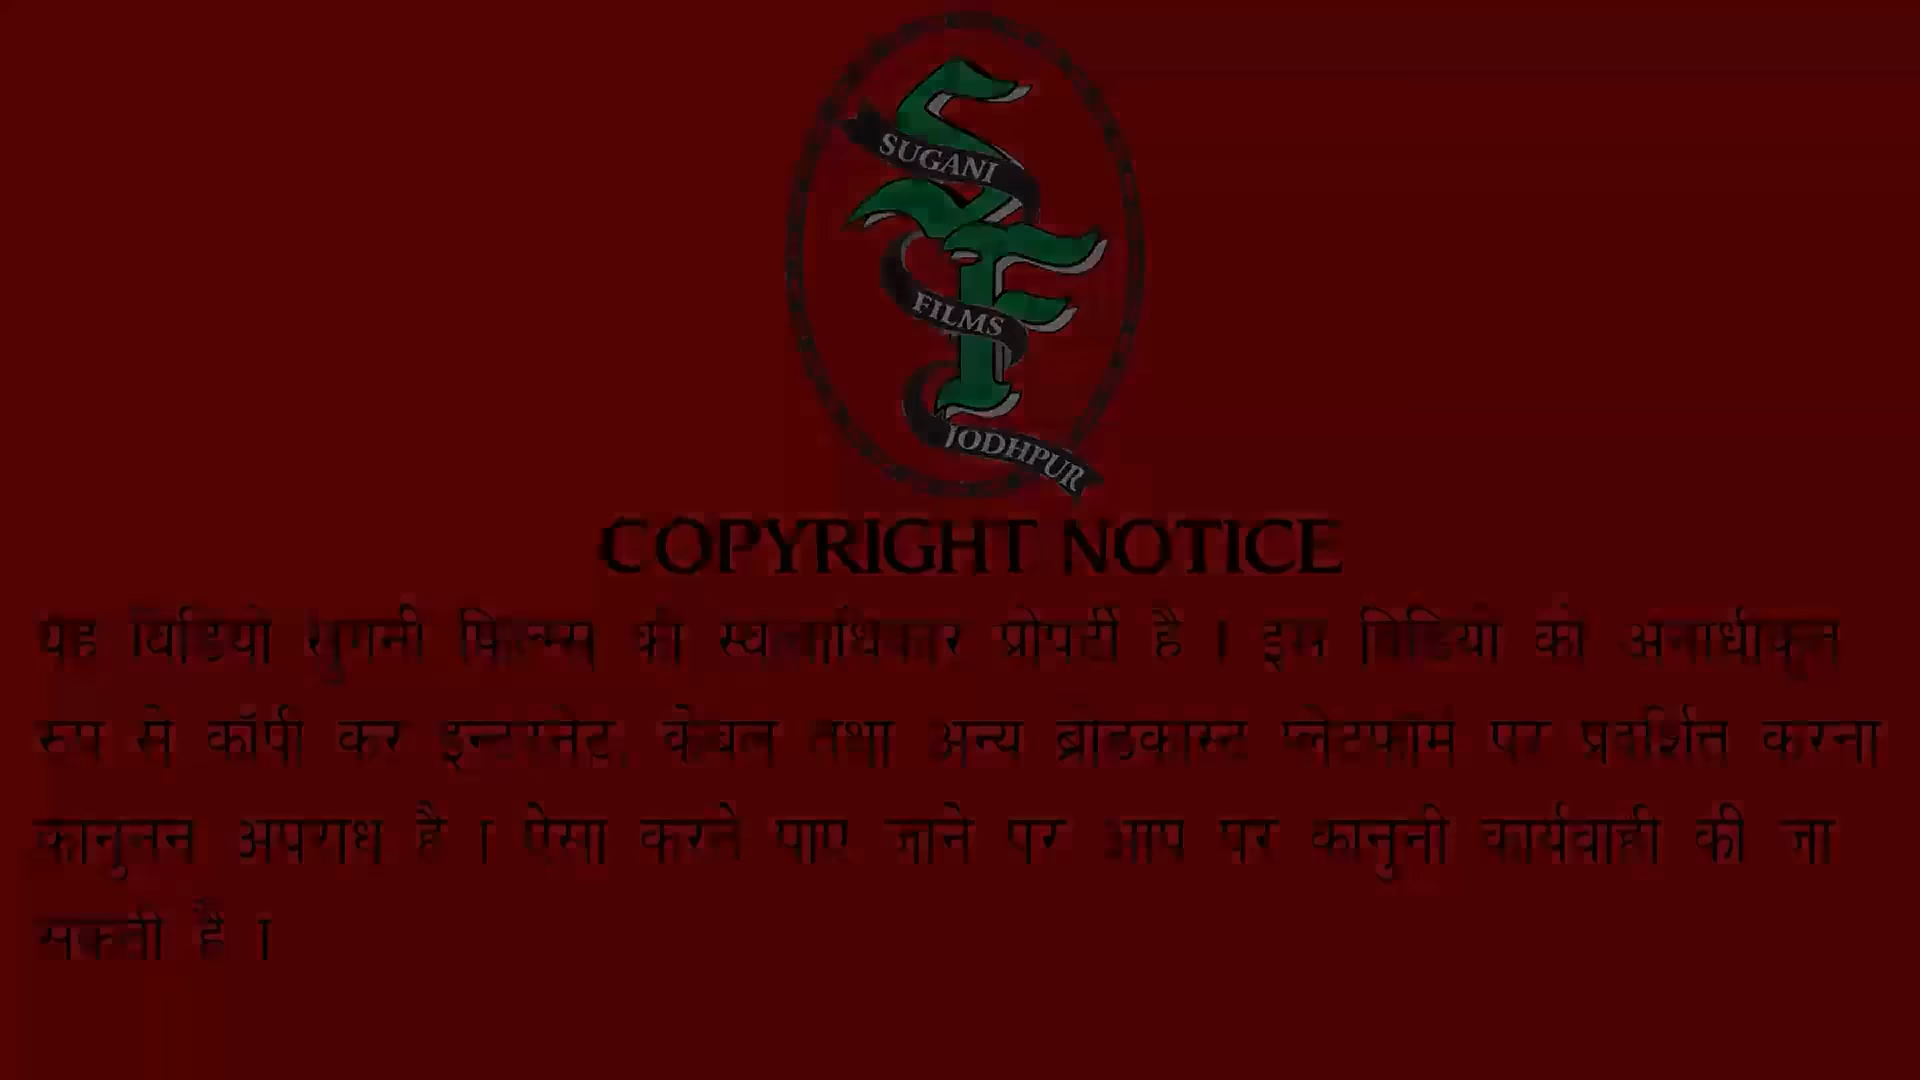 SUGANI
FILMS
JODHPUR
COPYRIGHT NOTICE
यह विडियो सुगनी फिल्म्स् की स्वत्वाधिकार प्रोपर्टी है । इस विडियो को अनाधीकृत
रूप से कॉपी कर इन्टरनेट, केबल तथा अन्य ब्रोडकास्ट प्लेटफॉर्म पर प्रदर्शित करना
कानुनन अपराध है । ऐसा करते पाए जाने पर आप पर कानुनी कार्यवाही की जा
सकती है ।